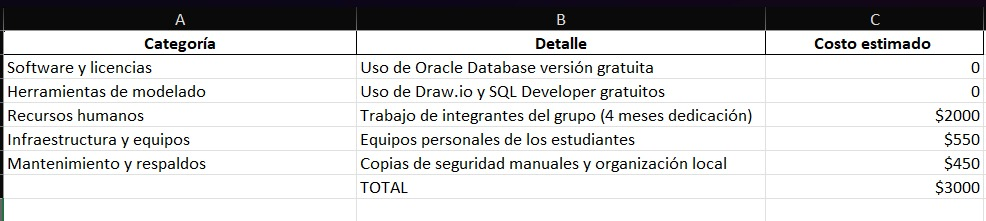 A B C
Categoría Detalle Costo estimado
Software y licencias Uso de Oracle Database versión gratuita 0
Herramientas de modelado Uso de Draw.io y SQL Developer gratuitos 0
Recursos humanos Trabajo de integrantes del grupo (4 meses dedicación) $2000
Infraestructura y equipos Equipos personales de los estudiantes $550
Mantenimiento y respaldos Copias de seguridad manuales y organización local $450
TOTAL $3000